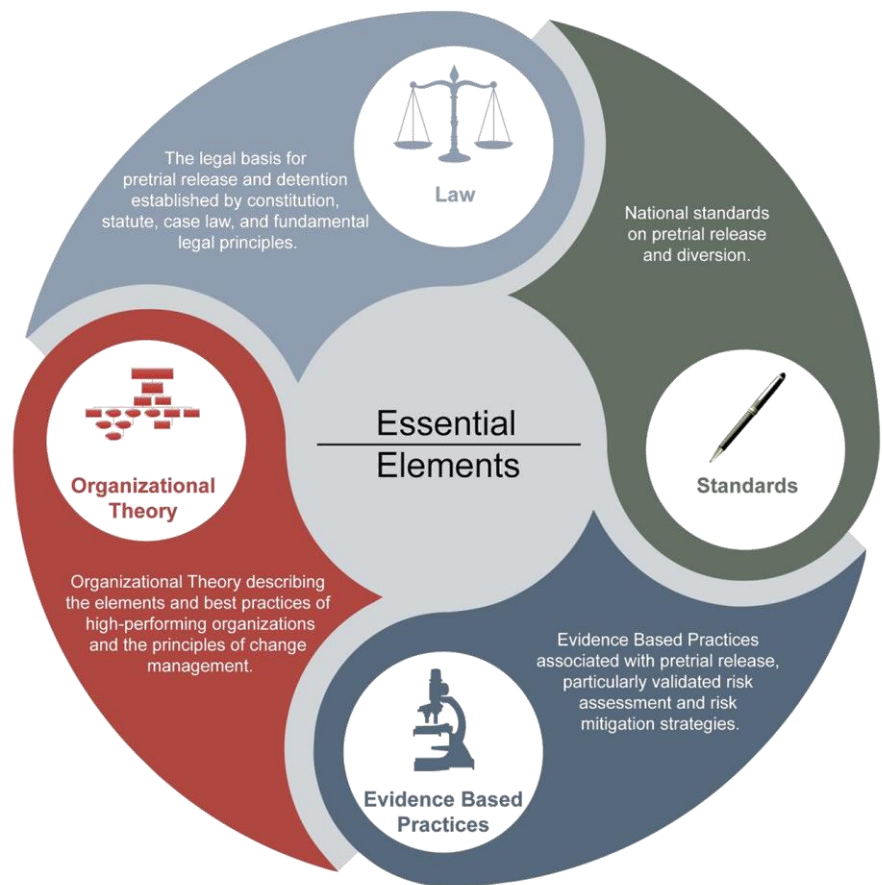 Law
The legal basis for
pretrial release and detention
established by constitution,
statute, case law, and fundamental
legal principles.
National standards
on pretrial release
and diversion.
Standards
Essential
Elements
Organizational
Theory
Organizational Theory describing
the elements and best practices of
high-performing organizations
and the principles of change
management.
Evidence Based Practices
associated with pretrial release,
particularly validated risk
assessment and risk
mitigation strategies.
Evidence Based
Practices